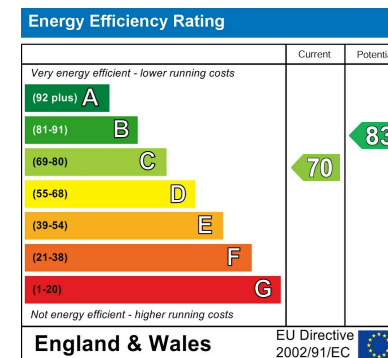 Energy Efficiency Rating
Current Potenti
Very energy efficient - lower running costs
(92 plus) A
(81-91) B
83
(69-80) C
70
(55-68) D
(39-54) E
(21-38) F
(1-20) G
Not energy efficient - higher running costs
England & Wales
EU Directive
2002/91/EC